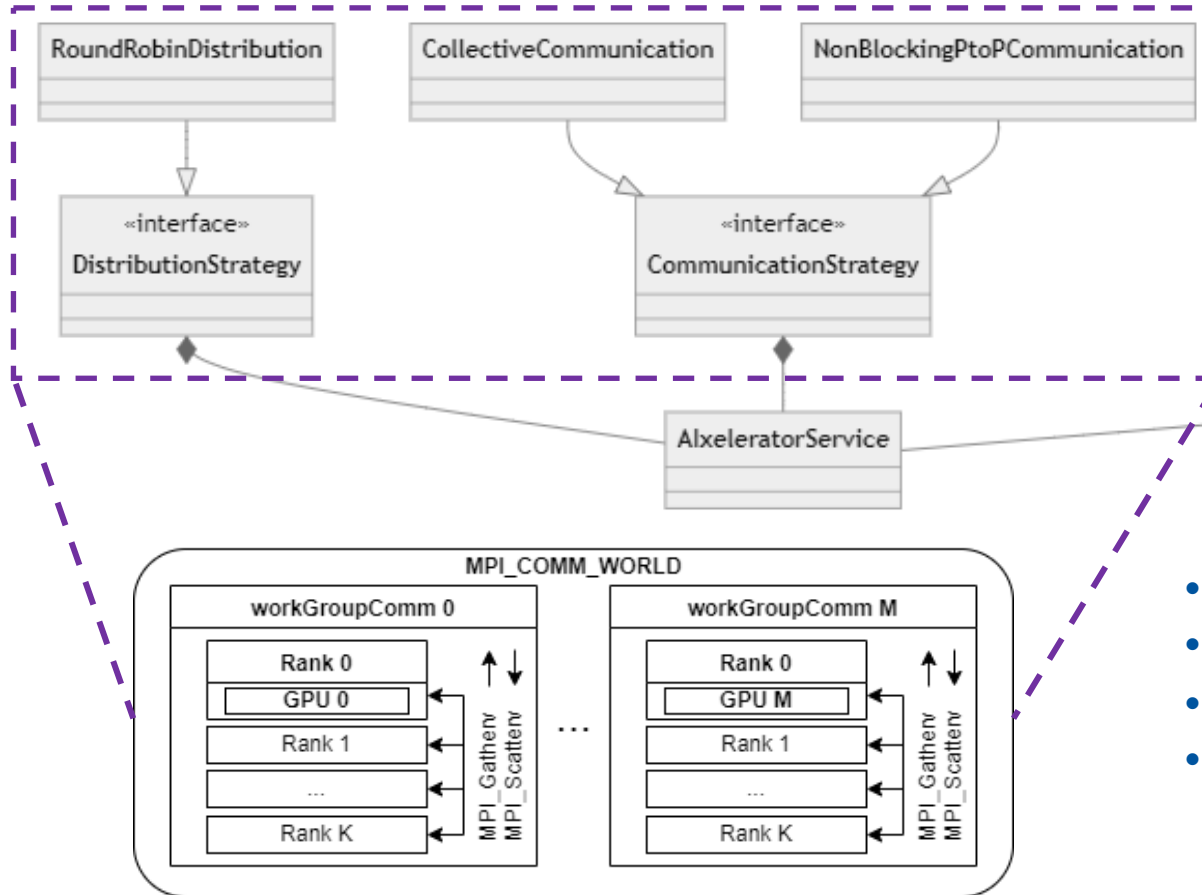 RoundRobinDistribution
CollectiveCommunication
NonBlockingPtoPCommunication
«interface»
DistributionStrategy
«interface»
CommunicationStrategy
AIxeleratorService
MPI_COMM_WORLD
workGroupComm 0
Rank 0
GPU 0
Rank 1
...
Rank K
MPI_Gatherv
MPI_Scatterv
...
workGroupComm M
Rank 0
GPU M
Rank 1
...
Rank K
MPI_Gatherv
MPI_Scatterv